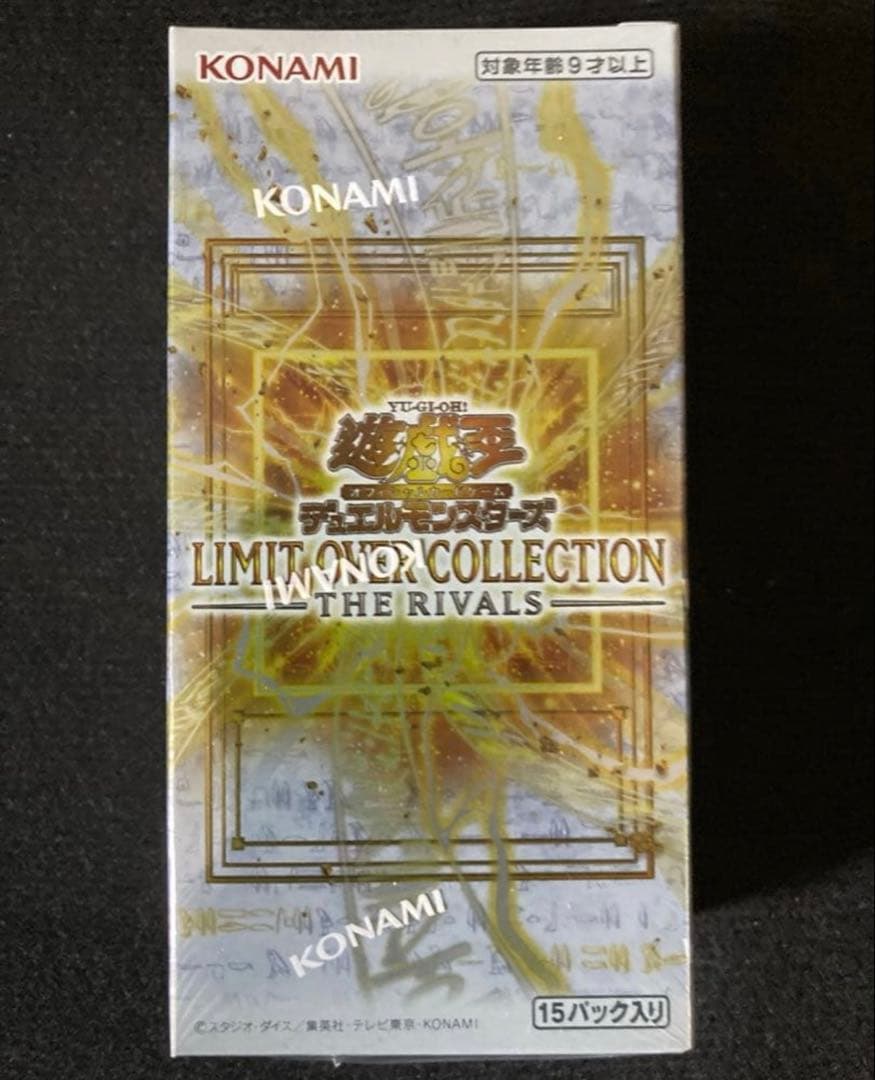 KONAMI
対象年齢9才以上
KONAMI
YU-GI-OH!
遊戯王
オフィシャルカードゲーム
デュエルモンスターズ
LIMIT OVER COLLECTION
KONAMI
THE RIVALS
KONAMI
15パック入り
©スタジオ・ダイス/集英社・テレビ東京・KONAMI